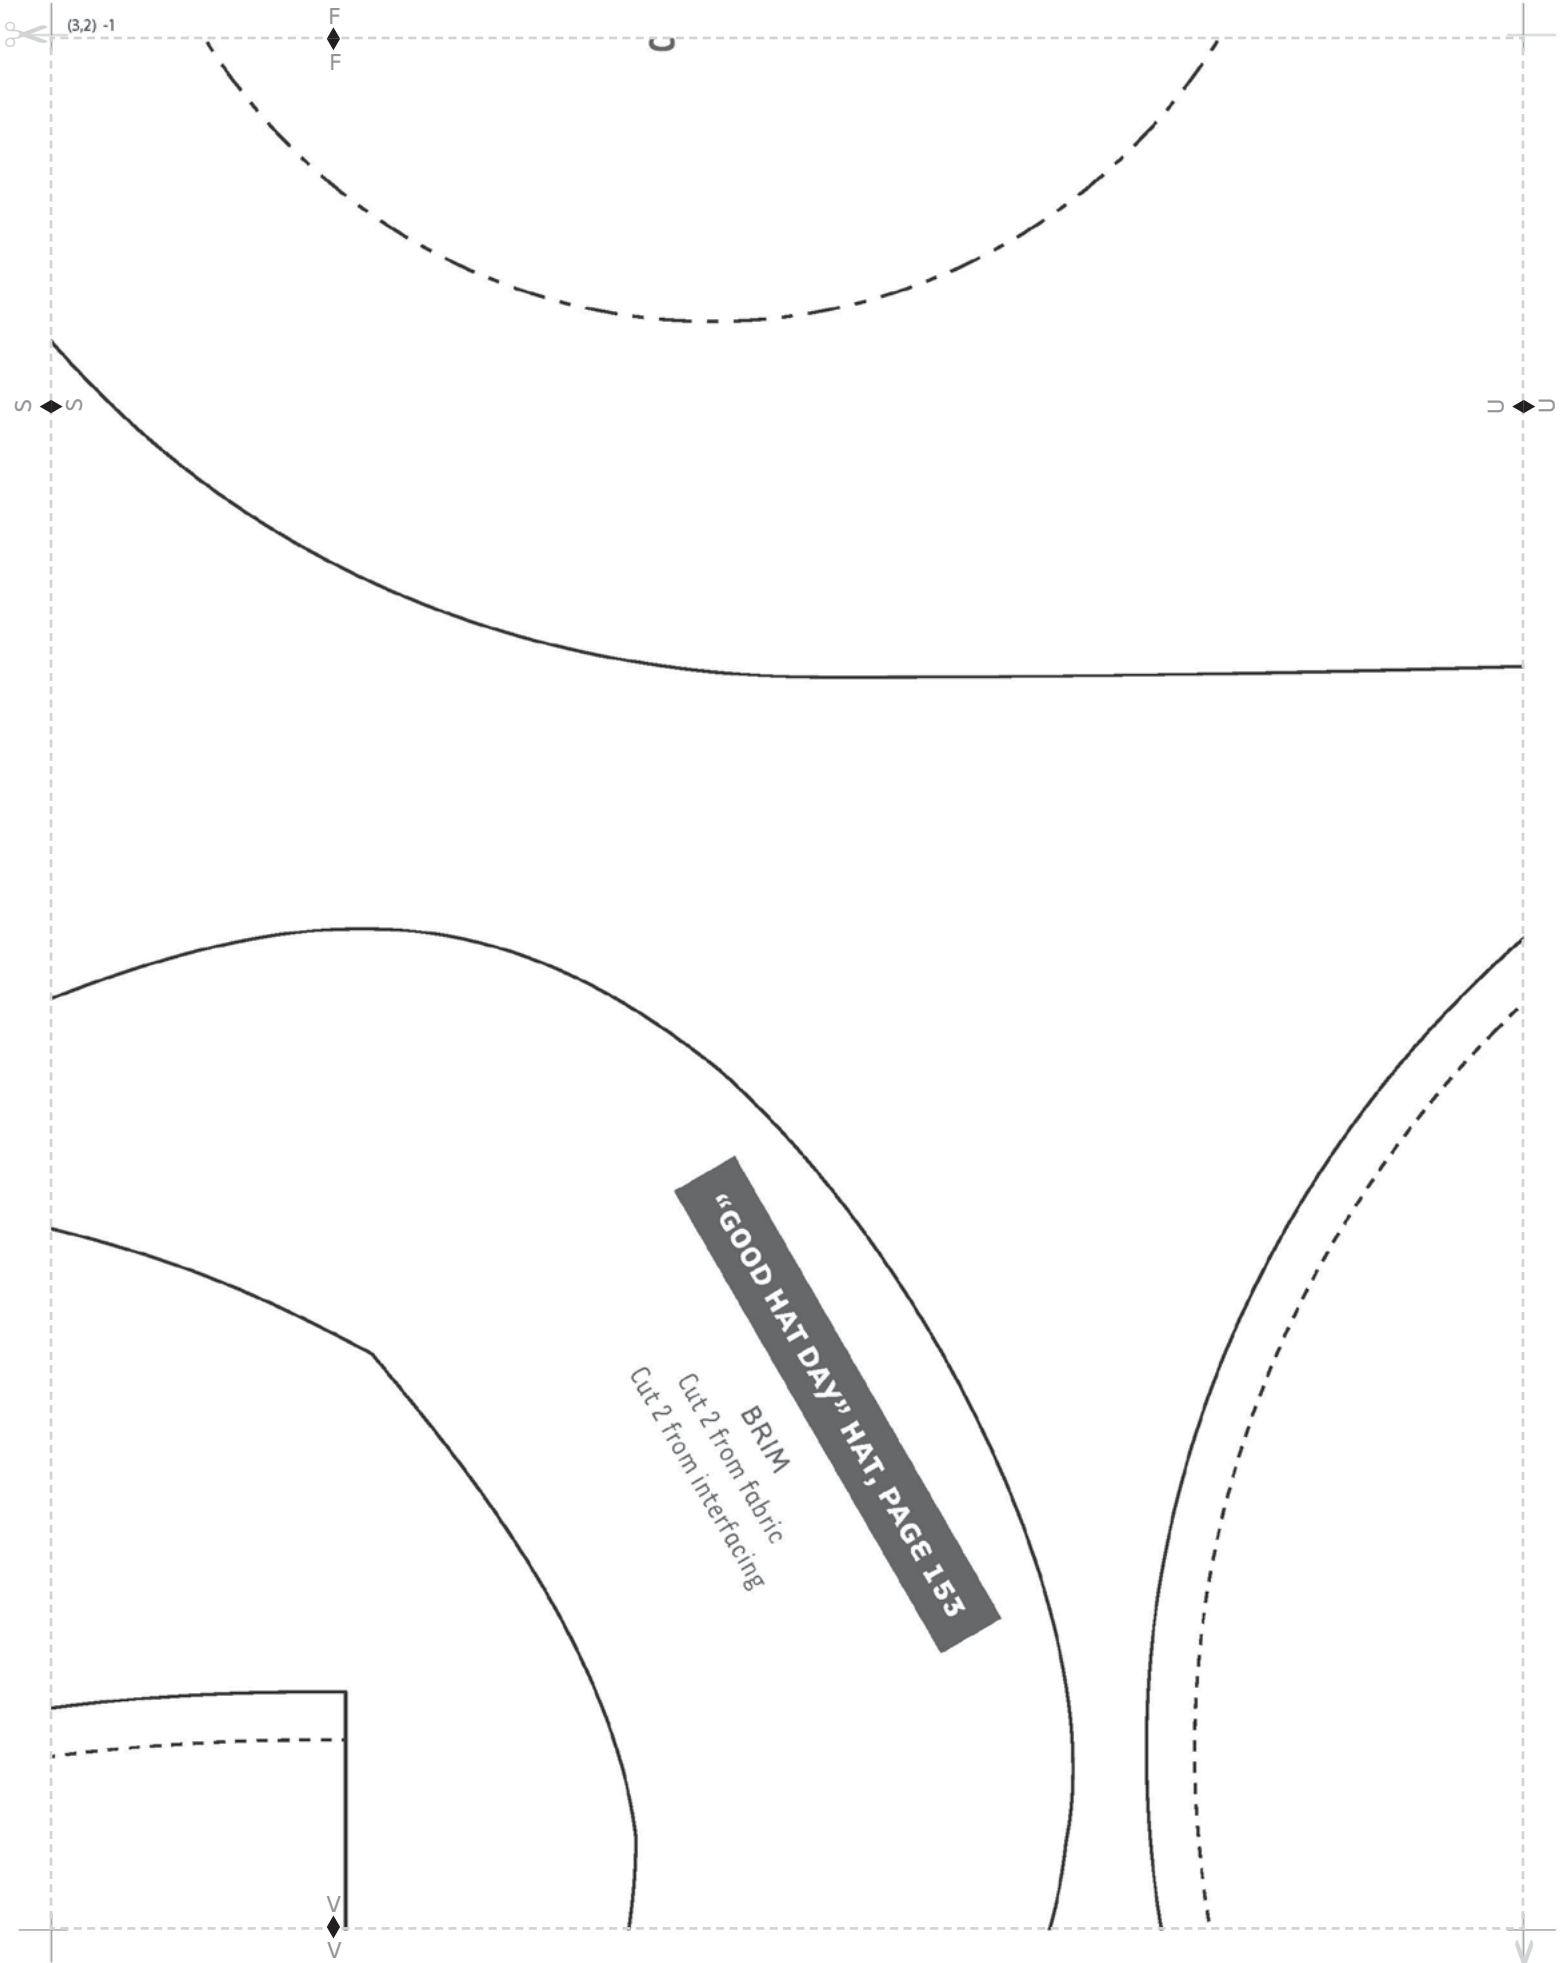 (3,2) -1
F
F
S S
U U
“GOOD HAT DAY” HAT, PAGE 153
BRIM
Cut 2 from fabric
Cut 2 from interfacing
V
V